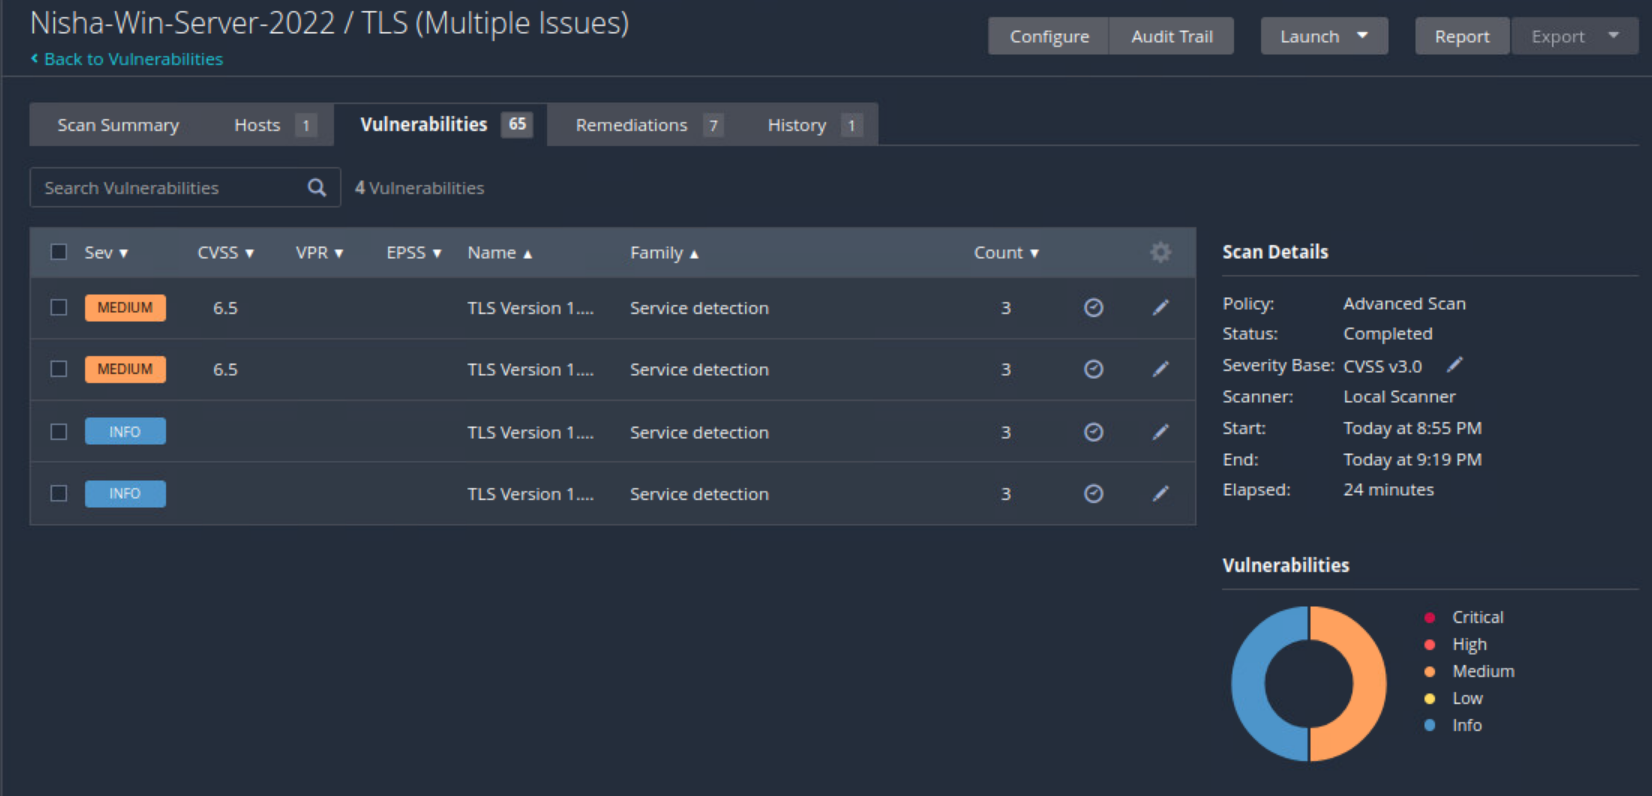 Nisha-Win-Server-2022 / TLS (Multiple Issues)
Back to Vulnerabilities
Configure Audit Trail Launch Report Export
Scan Summary Hosts 1 Vulnerabilities 65 Remediations 7 History 1
Search Vulnerabilities 4 Vulnerabilities
Sev CVSS VPR EPSS Name Family Count
MEDIUM 6.5 TLS Version 1.... Service detection 3
MEDIUM 6.5 TLS Version 1.... Service detection 3
INFO TLS Version 1.... Service detection 3
INFO TLS Version 1.... Service detection 3
Scan Details
Policy: Advanced Scan
Status: Completed
Severity Base: CVSS v3.0
Scanner: Local Scanner
Start: Today at 8:55 PM
End: Today at 9:19 PM
Elapsed: 24 minutes
Vulnerabilities
Critical
High
Medium
Low
Info